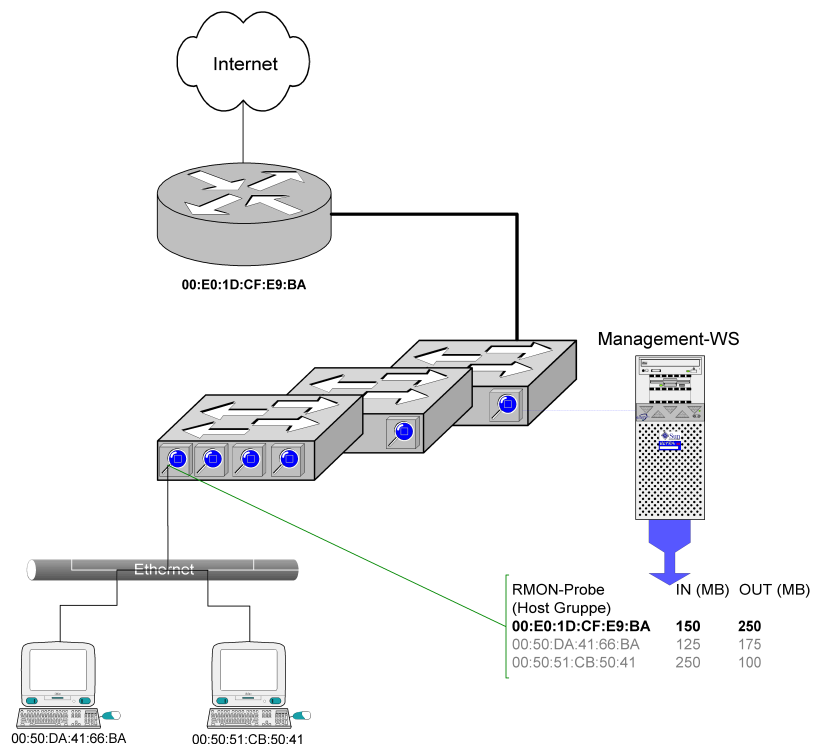 Internet
00:E0:1D:CF:E9:BA
Management-WS
Sun
Ethernet
RMON-Probe IN (MB) OUT (MB)
(Host Gruppe)
00:E0:1D:CF:E9:BA 150 250
00:50:DA:41:66:BA 125 175
00:50:51:CB:50:41 250 100
00:50:DA:41:66:BA
00:50:51:CB:50:41